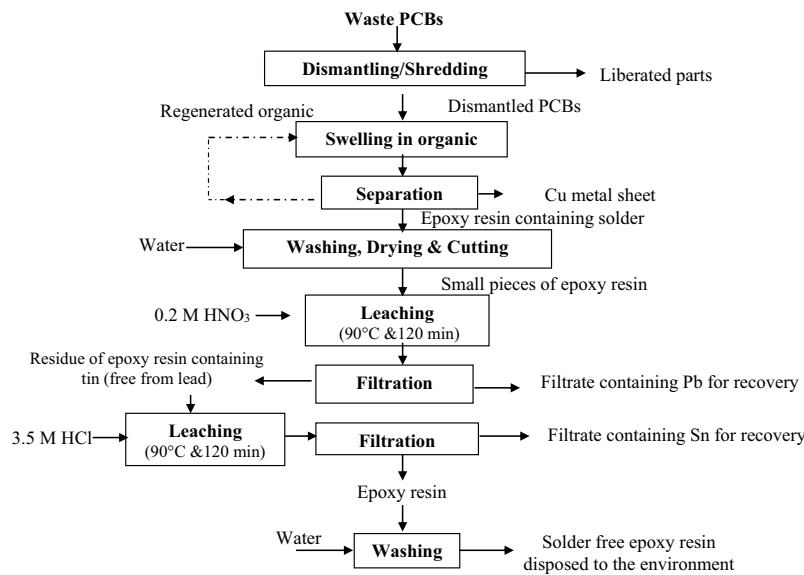 Waste PCBs
Dismantling/Shredding
Liberated parts
Regenerated organic
Dismantled PCBs
Swelling in organic
Separation
Cu metal sheet
Epoxy resin containing solder
Water
Washing, Drying & Cutting
Small pieces of epoxy resin
0.2 M HNO₃
Leaching
(90°C &120 min)
Residue of epoxy resin containing
tin (free from lead)
Filtration
Filtrate containing Pb for recovery
3.5 M HCl
Leaching
(90°C &120 min)
Filtration
Filtrate containing Sn for recovery
Epoxy resin
Water
Washing
Solder free epoxy resin
disposed to the environment